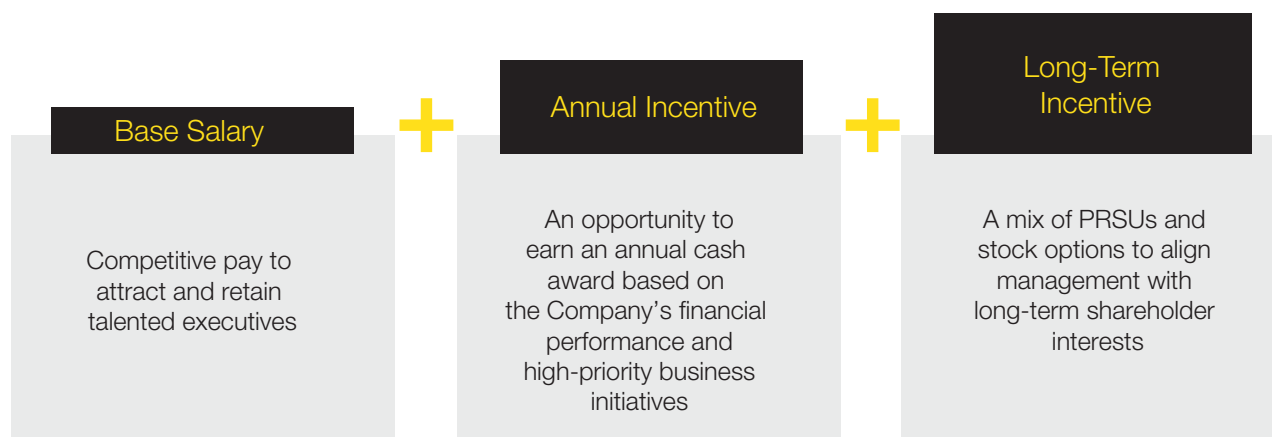 Base Salary
Competitive pay to
attract and retain
talented executives
+
Annual Incentive
An opportunity to
earn an annual cash
award based on
the Company’s financial
performance and
high-priority business
initiatives
+
Long-Term
Incentive
A mix of PRSUs and
stock options to align
management with
long-term shareholder
interests